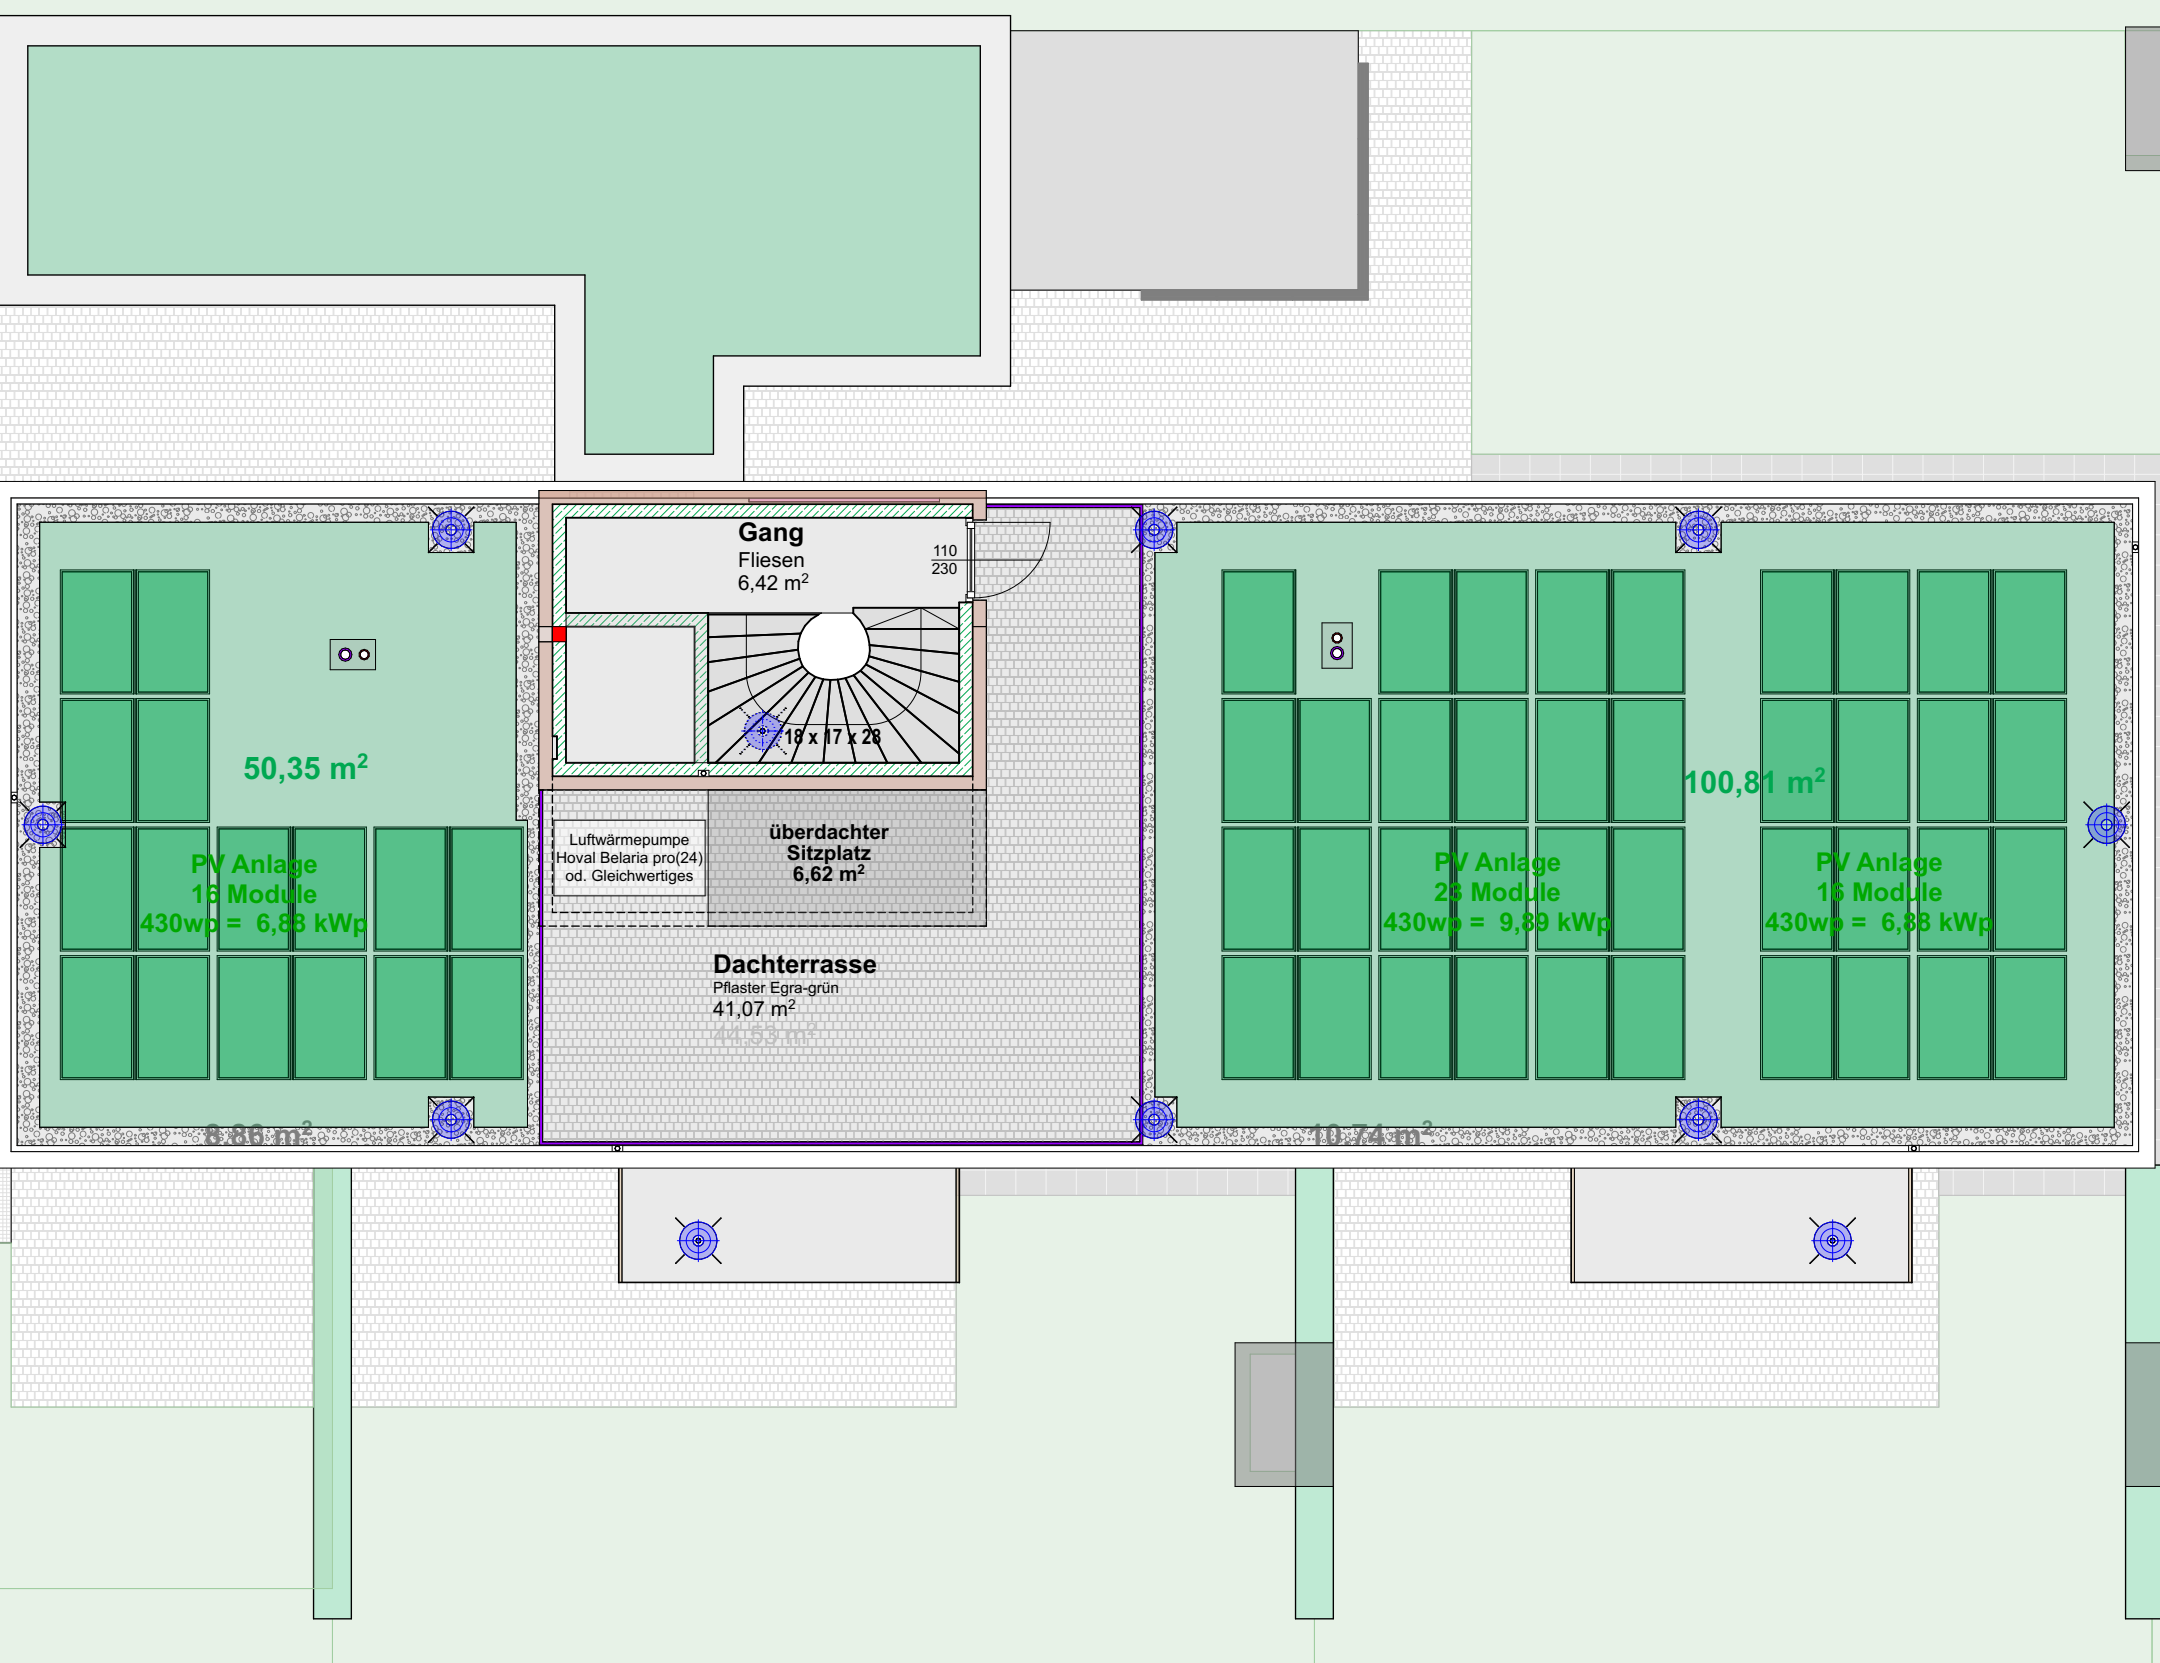 Gang
Fliesen
6,42 m²
110
230
18 x 17 x 28
50,35 m²
100,81 m²
Luftwärmepumpe
Hoval Belaria pro(24)
od. Gleichwertiges
überdachter
Sitzplatz
6,62 m²
PV Anlage
16 Module
430wp = 6,88 kWp
PV Anlage
23 Module
430wp = 9,89 kWp
PV Anlage
16 Module
430wp = 6,88 kWp
Dachterrasse
Pflaster Egra-grün
41,07 m²
44,53 m²
8,86 m²
10,74 m²